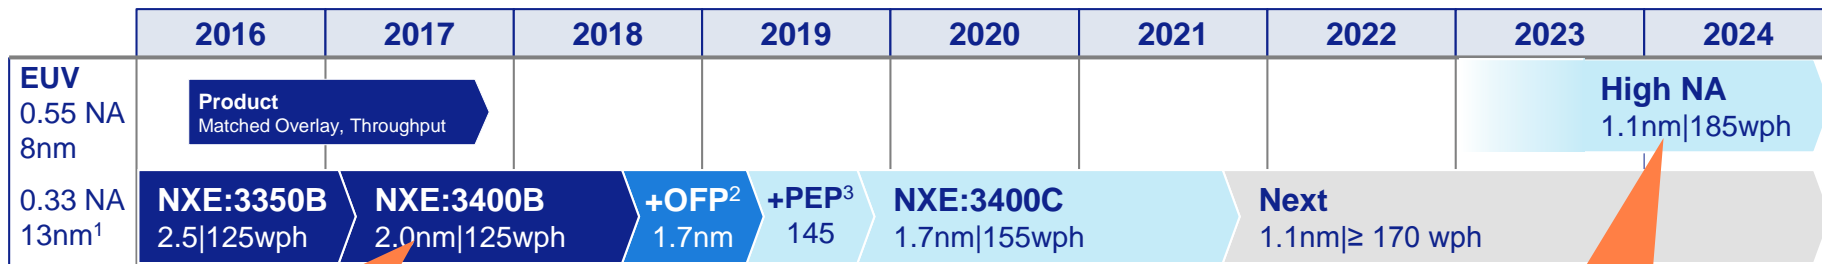 2016 2017 2018 2019 2020 2021 2022 2023 2024
EUV
0.55 NA
8nm
Product
Matched Overlay, Throughput
High NA
1.1nm|185wph
0.33 NA
13nm¹
NXE:3350B
2.5|125wph
NXE:3400B
2.0nm|125wph
+OFP²
1.7nm
+PEP³
145
NXE:3400C
1.7nm|155wph
Next
1.1nm|≥ 170 wph